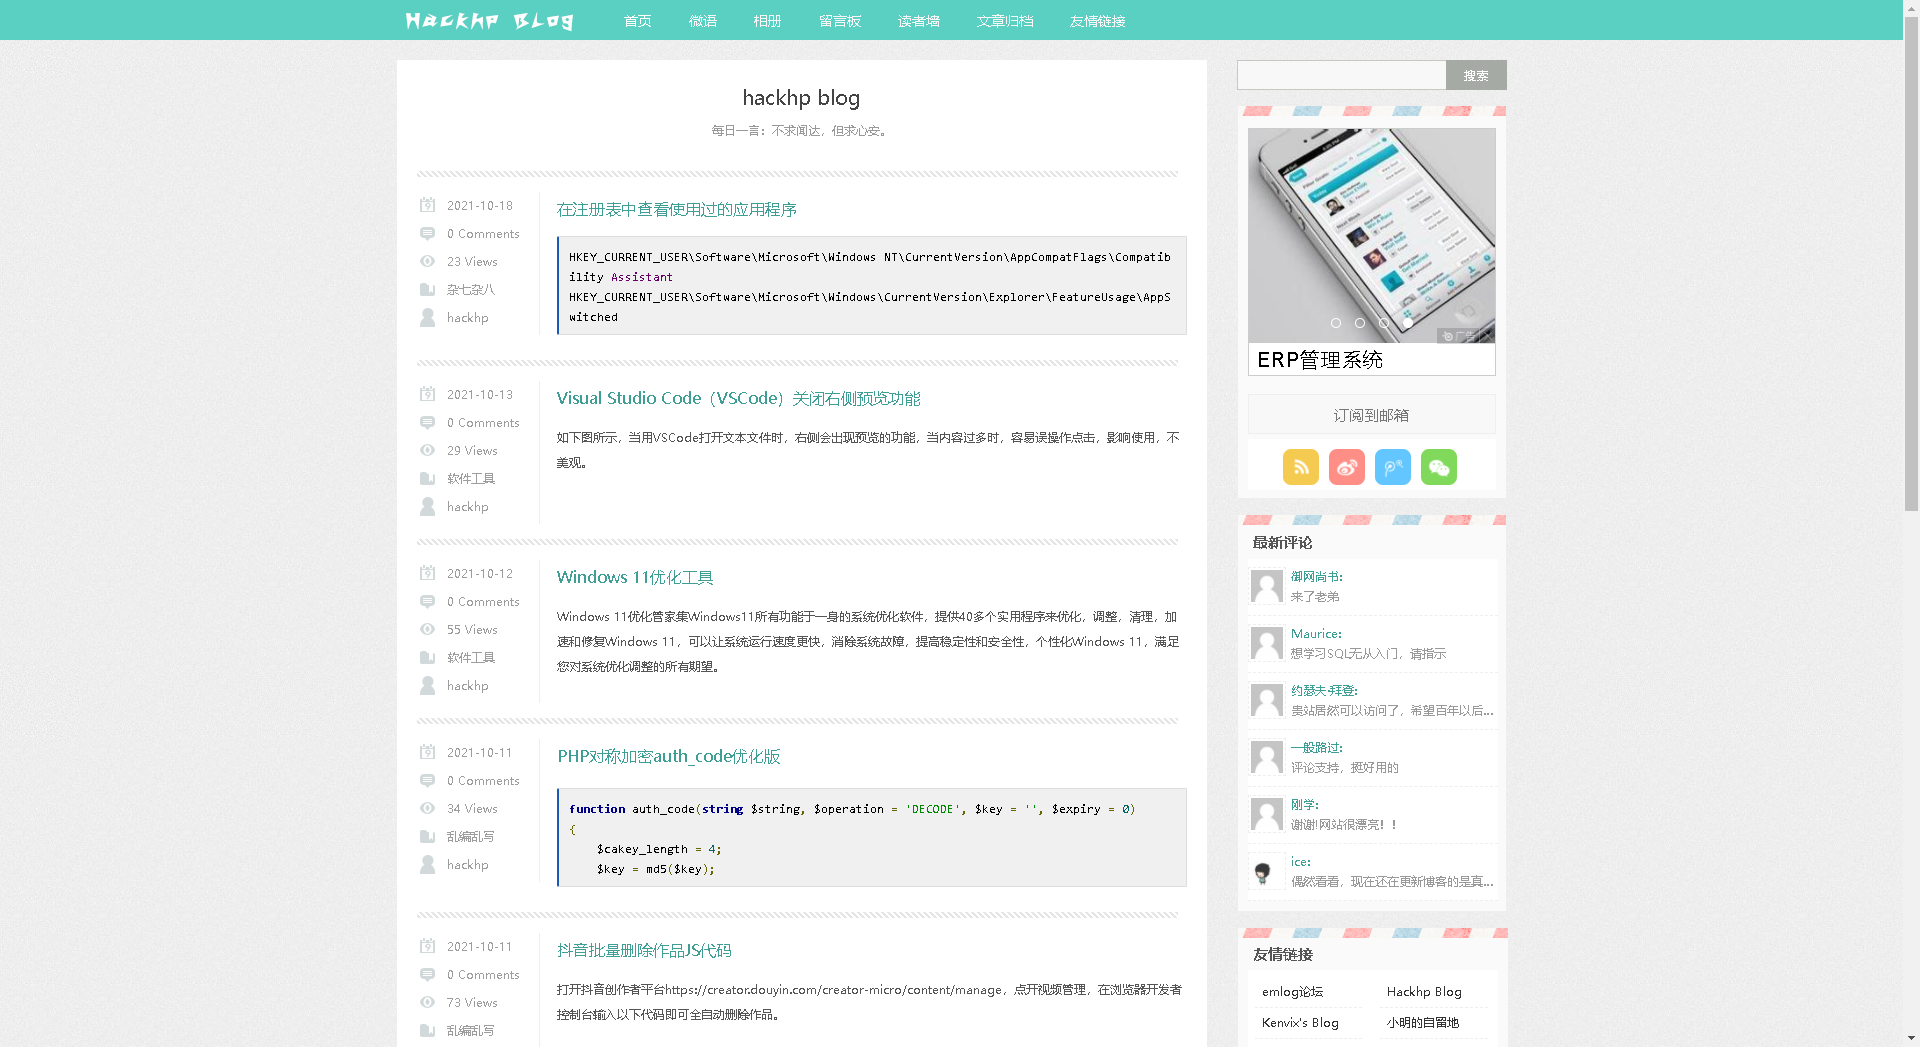 Hackhp Blog
首页 微语 相册 留言板 读者墙 文章归档 友情链接
hackhp blog
每日一言：不求闻达，但求心安。
2021-10-18
0 Comments
23 Views
杂七杂八
hackhp
在注册表中查看使用过的应用程序
HKEY_CURRENT_USER\Software\Microsoft\Windows NT\CurrentVersion\AppCompatFlags\Compatib
ility Assistant
HKEY_CURRENT_USER\Software\Microsoft\Windows\CurrentVersion\Explorer\FeatureUsage\AppS
witched
2021-10-13
0 Comments
29 Views
软件工具
hackhp
Visual Studio Code（VSCode）关闭右侧预览功能
如下图所示，当用VSCode打开文本文件时，右侧会出现预览的功能，当内容过多时，容易误操作点击，影响使用，不
美观。
2021-10-12
0 Comments
55 Views
软件工具
hackhp
Windows 11优化工具
Windows 11优化管家集Windows11所有功能于一身的系统优化软件，提供40多个实用程序来优化，调整，清理，加
速和修复Windows 11，可以让系统运行速度更快，消除系统故障，提高稳定性和安全性，个性化Windows 11，满足
您对系统优化调整的所有期望。
2021-10-11
0 Comments
34 Views
乱编乱写
hackhp
PHP对称加密auth_code优化版
function auth_code(string $string, $operation = 'DECODE', $key = '', $expiry = 0)
{
$cakey_length = 4;
$key = md5($key);
2021-10-11
0 Comments
73 Views
乱编乱写
抖音批量删除作品JS代码
打开抖音创作者平台https://creator.douyin.com/creator-micro/content/manage，点开视频管理，在浏览器开发者
控制台输入以下代码即可全自动删除作品。
搜索
广告
ERP管理系统
订阅到邮箱
最新评论
御网尚书:
来了老弟
Maurice:
想学习SQL无从入门，请指示
约瑟夫·拜登:
贵站居然可以访问了，希望百年以后...
一般路过:
评论支持，挺好用的
刚学:
谢谢!网站很漂亮！！
ice:
偶然看看，现在还在更新博客的是真...
友情链接
emlog论坛 Hackhp Blog
Kenvix's Blog 小明的自留地